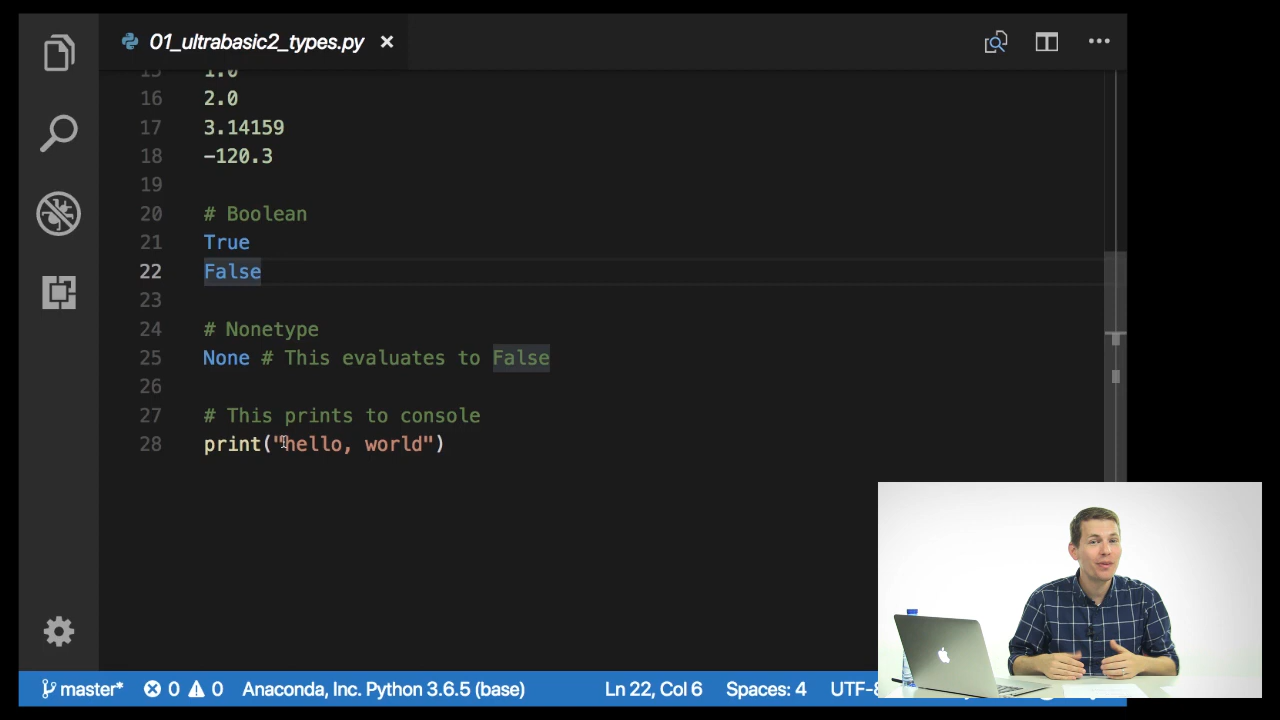 01_ultrabasic2_types.py
15 1.0
16 2.0
17 3.14159
18 -120.3
19
20 # Boolean
21 True
22 False
23
24 # Nonetype
25 None # This evaluates to False
26
27 # This prints to console
28 print("hello, world")
master* 0 0 Anaconda, Inc. Python 3.6.5 (base) Ln 22, Col 6 Spaces: 4